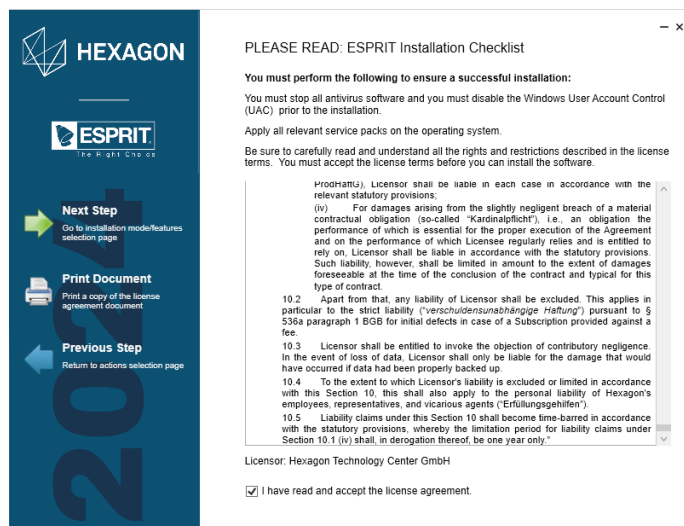 HEXAGON
ESPRIT
The Right Choice
2024
Next Step
Go to installation mode/features
selection page
Print Document
Print a copy of the license
agreement document
Previous Step
Return to actions selection page
PLEASE READ: ESPRIT Installation Checklist
You must perform the following to ensure a successful installation:
You must stop all antivirus software and you must disable the Windows User Account Control
(UAC) prior to the installation.
Apply all relevant service packs on the operating system.
Be sure to carefully read and understand all the rights and restrictions described in the license
terms. You must accept the license terms before you can install the software.
ProdHaftG), Licensor shall be liable in each case in accordance with the
relevant statutory provisions;
(iv) For damages arising from the slightly negligent breach of a material
contractual obligation (so-called “Kardinalpflicht”), i.e., an obligation the
performance of which is essential for the proper execution of the Agreement
and on the performance of which Licensee regularly relies and is entitled to
rely on, Licensor shall be liable in accordance with the statutory provisions.
Such liability, however, shall be limited in amount to the extent of damages
foreseeable at the time of the conclusion of the contract and typical for this
type of contract.
10.2 Apart from that, any liability of Licensor shall be excluded. This applies in
particular to the strict liability (“verschuldensunabhängige Haftung”) pursuant to §
536a paragraph 1 BGB for initial defects in case of a Subscription provided against a
fee.
10.3 Licensor shall be entitled to invoke the objection of contributory negligence.
In the event of loss of data, Licensor shall only be liable for the damage that would
have occurred if data had been properly backed up.
10.4 To the extent to which Licensor’s liability is excluded or limited in accordance
with this Section 10, this shall also apply to the personal liability of Hexagon’s
employees, representatives, and vicarious agents (“Erfüllungsgehilfen”).
10.5 Liability claims under this Section 10 shall become time-barred in accordance
with the statutory provisions, whereby the limitation period for liability claims under
Section 10.1 (iv) shall, in derogation thereof, be one year only.”
Licensor: Hexagon Technology Center GmbH
I have read and accept the license agreement.